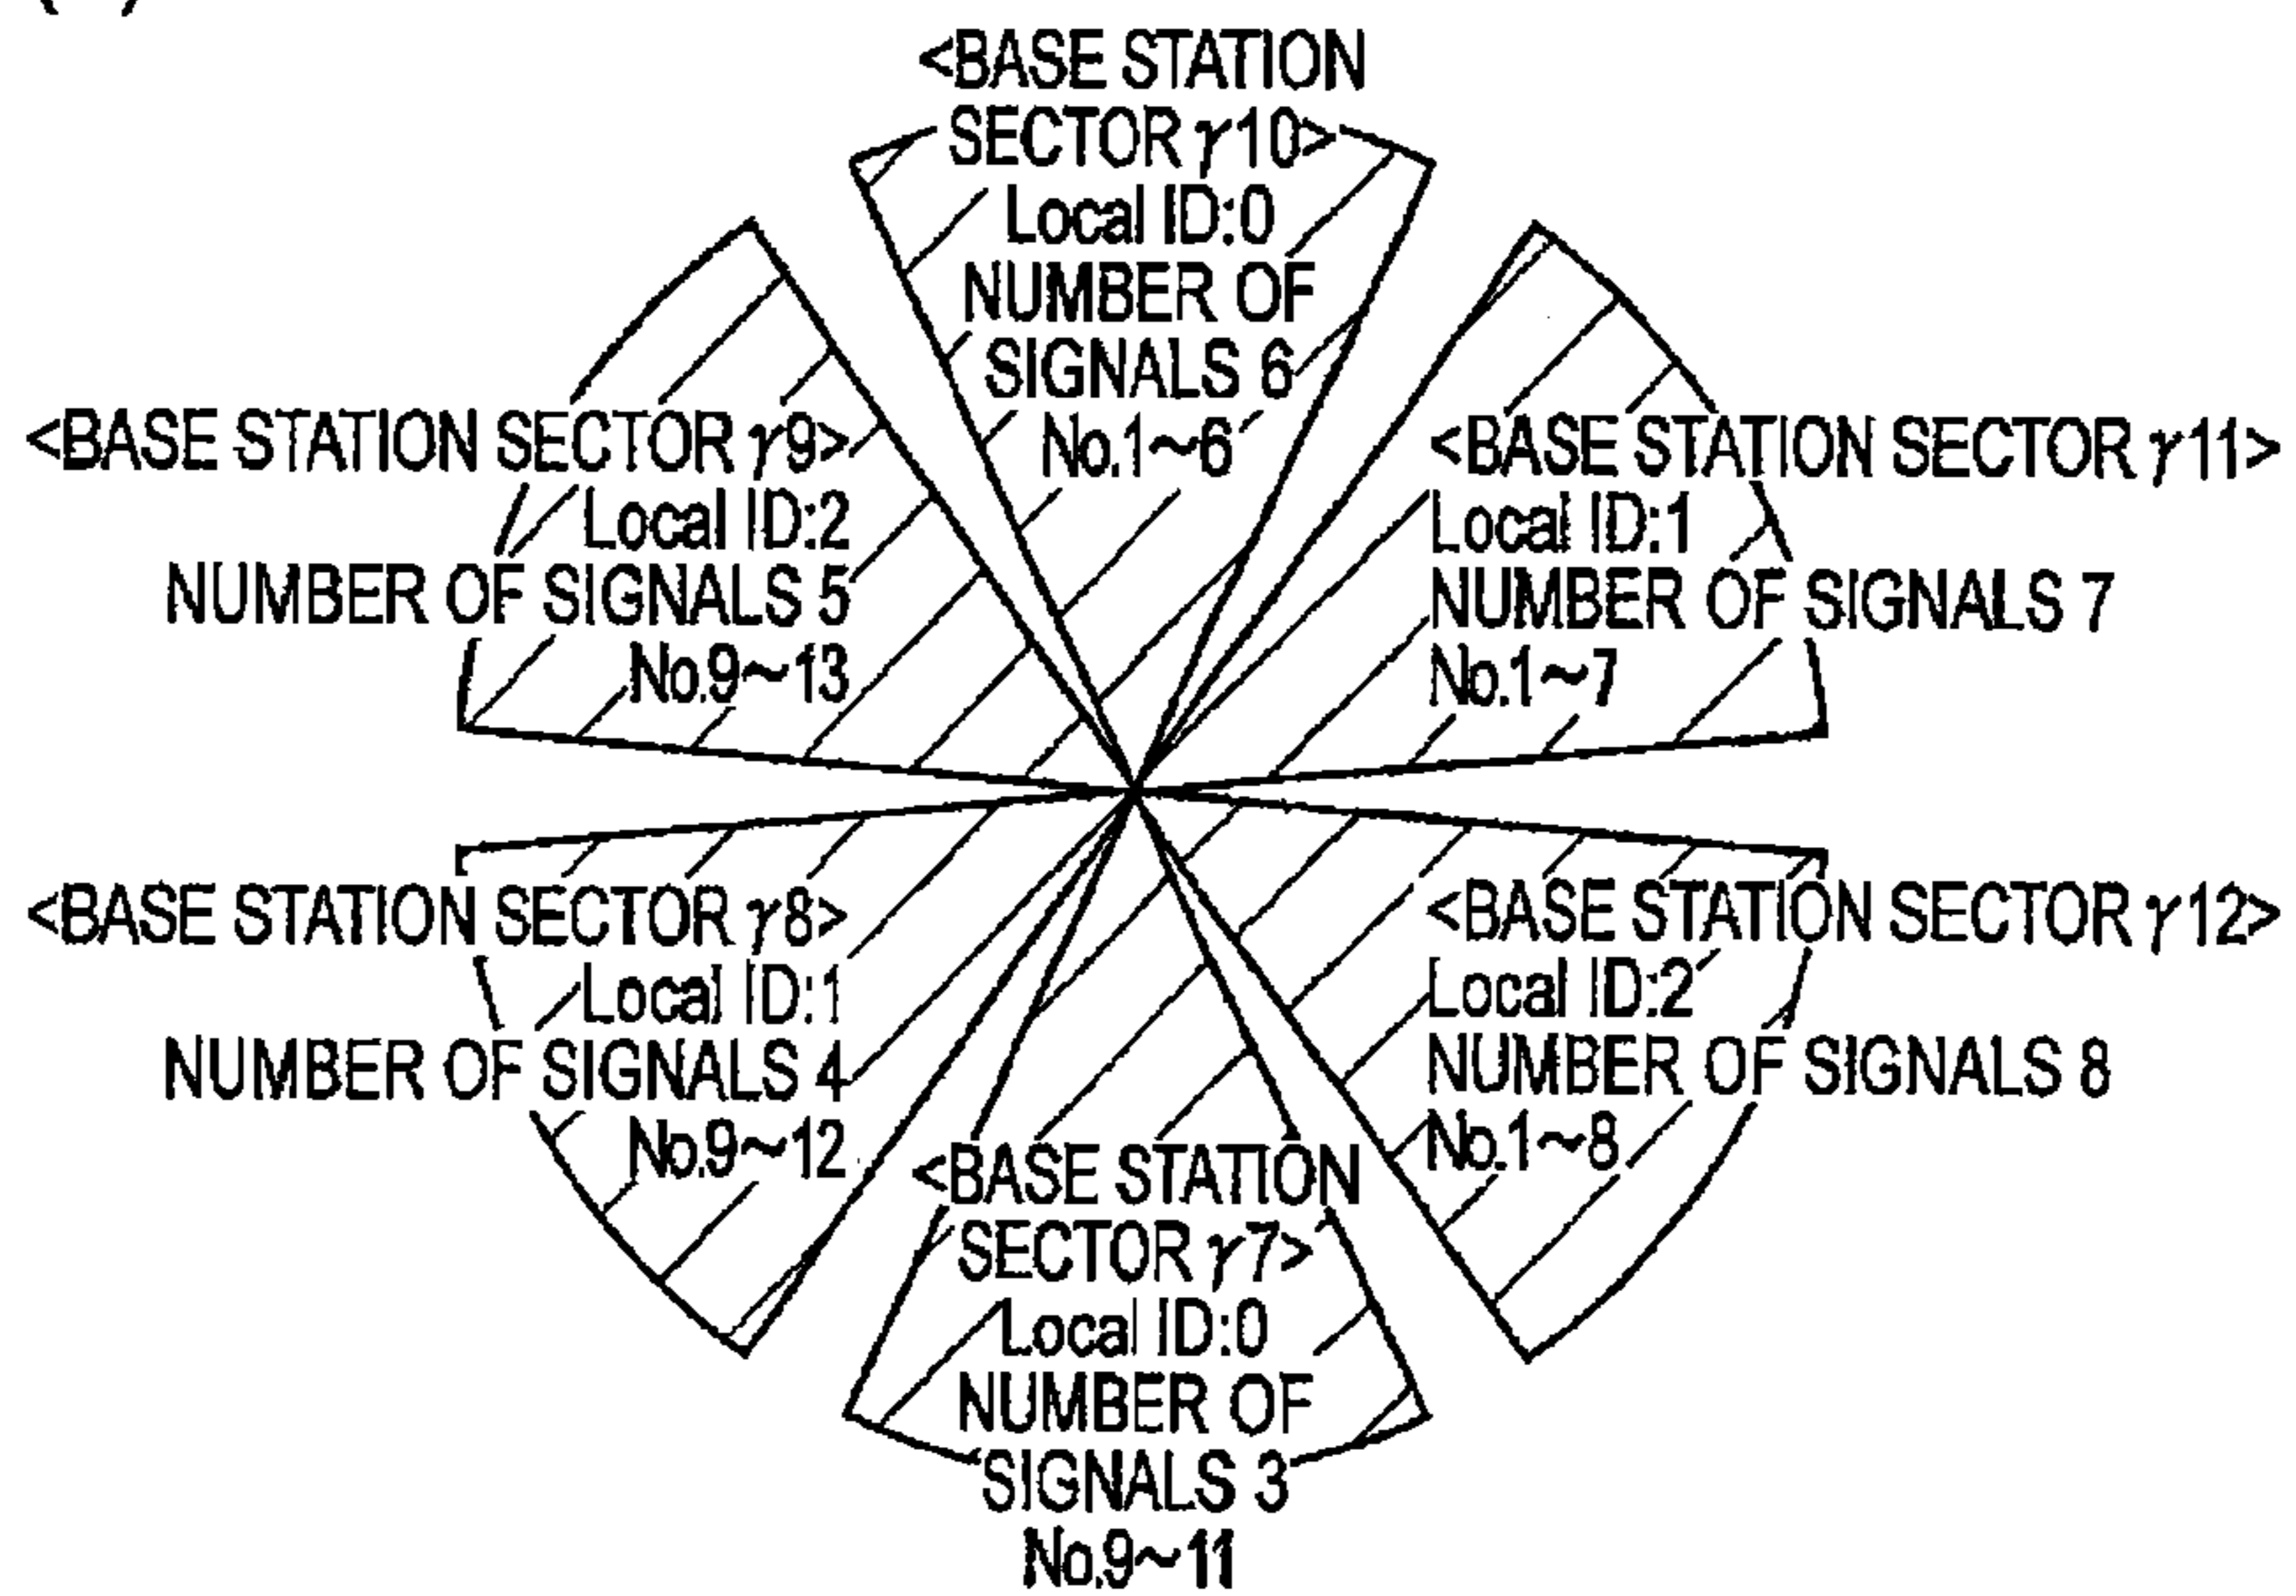 <BASE STATION
SECTOR γ10>
Local ID:0
NUMBER OF
SIGNALS 6
No.1~6
<BASE STATION SECTOR γ9>
Local ID:2
NUMBER OF SIGNALS 5
No.9~13
<BASE STATION SECTOR γ11>
Local ID:1
NUMBER OF SIGNALS 7
No.1~7
<BASE STATION SECTOR γ8>
Local ID:1
NUMBER OF SIGNALS 4
No.9~12
<BASE STATION SECTOR γ12>
Local ID:2
NUMBER OF SIGNALS 8
No.1~8
<BASE STATION
SECTOR γ7>
Local ID:0
NUMBER OF
SIGNALS 3
No.9~11